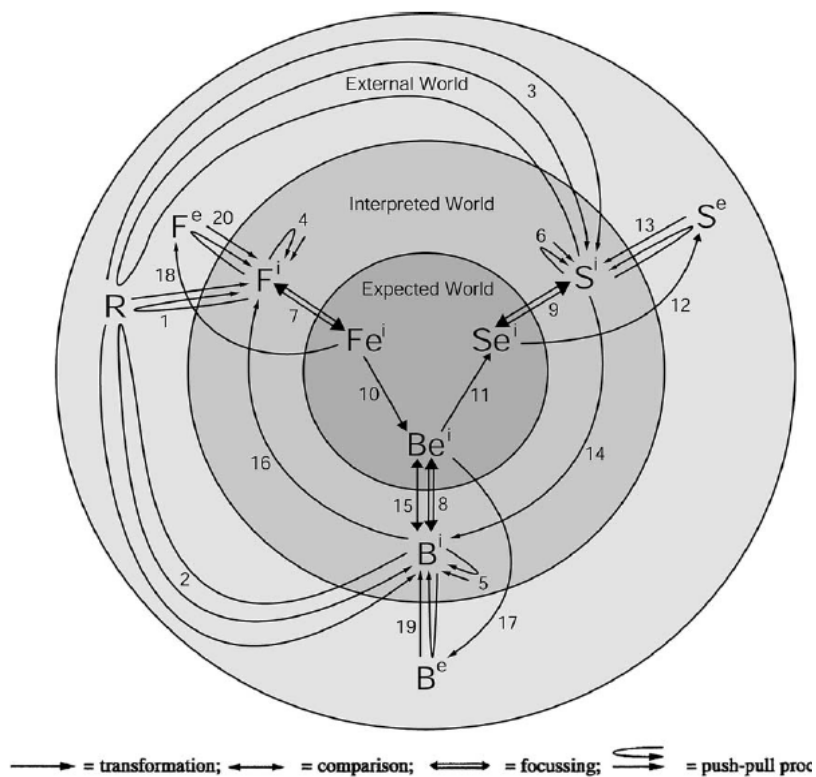 External World
3
Interpreted World
F^e 20
4
6
13 S^e
F^i
S^i
18
R
1
Expected World
7
9
12
Fe^i
Se^i
10
11
Be^i
16
15
8
14
B^i
2
5
19
17
B^e
= transformation; = comparison; = focussing; = push-pull proc